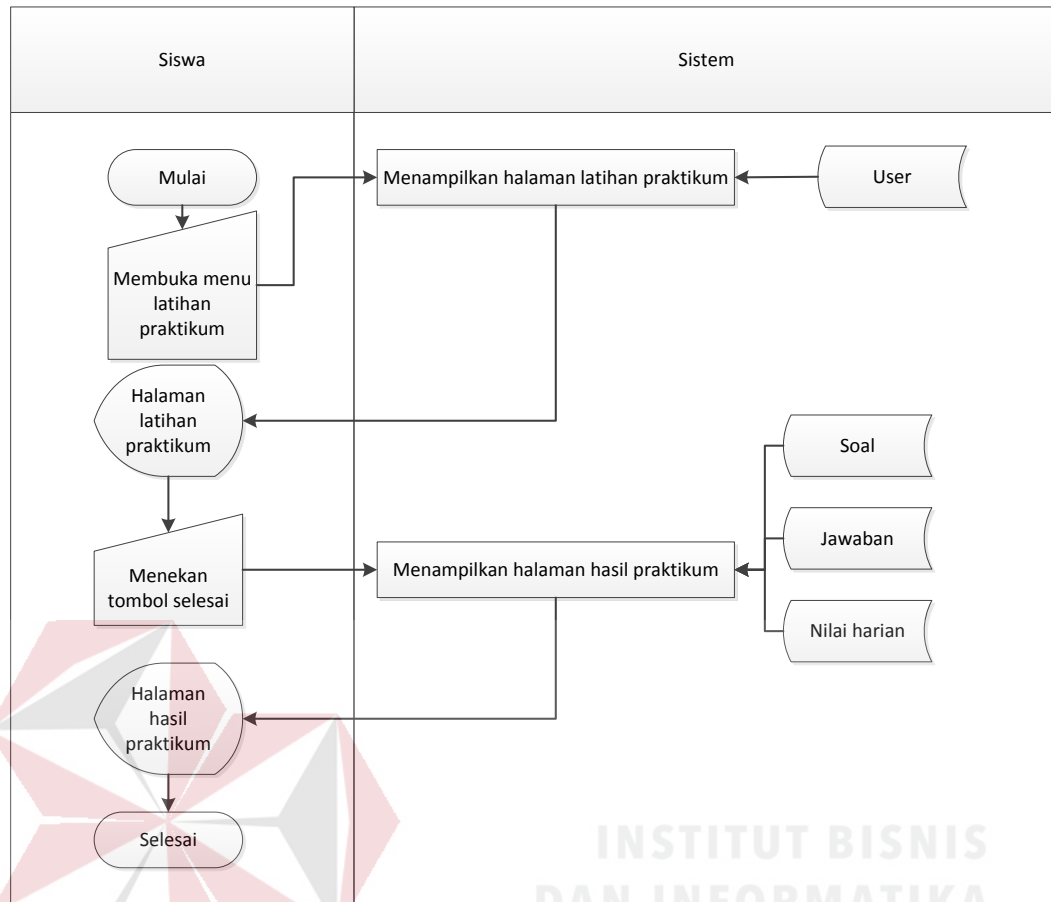 Siswa
Sistem
Mulai
Menampilkan halaman latihan praktikum
User
Membuka menu
latihan
praktikum
Halaman
latihan
praktikum
Soal
Jawaban
Menekan
tombol selesai
Menampilkan halaman hasil praktikum
Nilai harian
Halaman
hasil
praktikum
Selesai
INSTITUT BISNIS
DAN INFORMATIKA